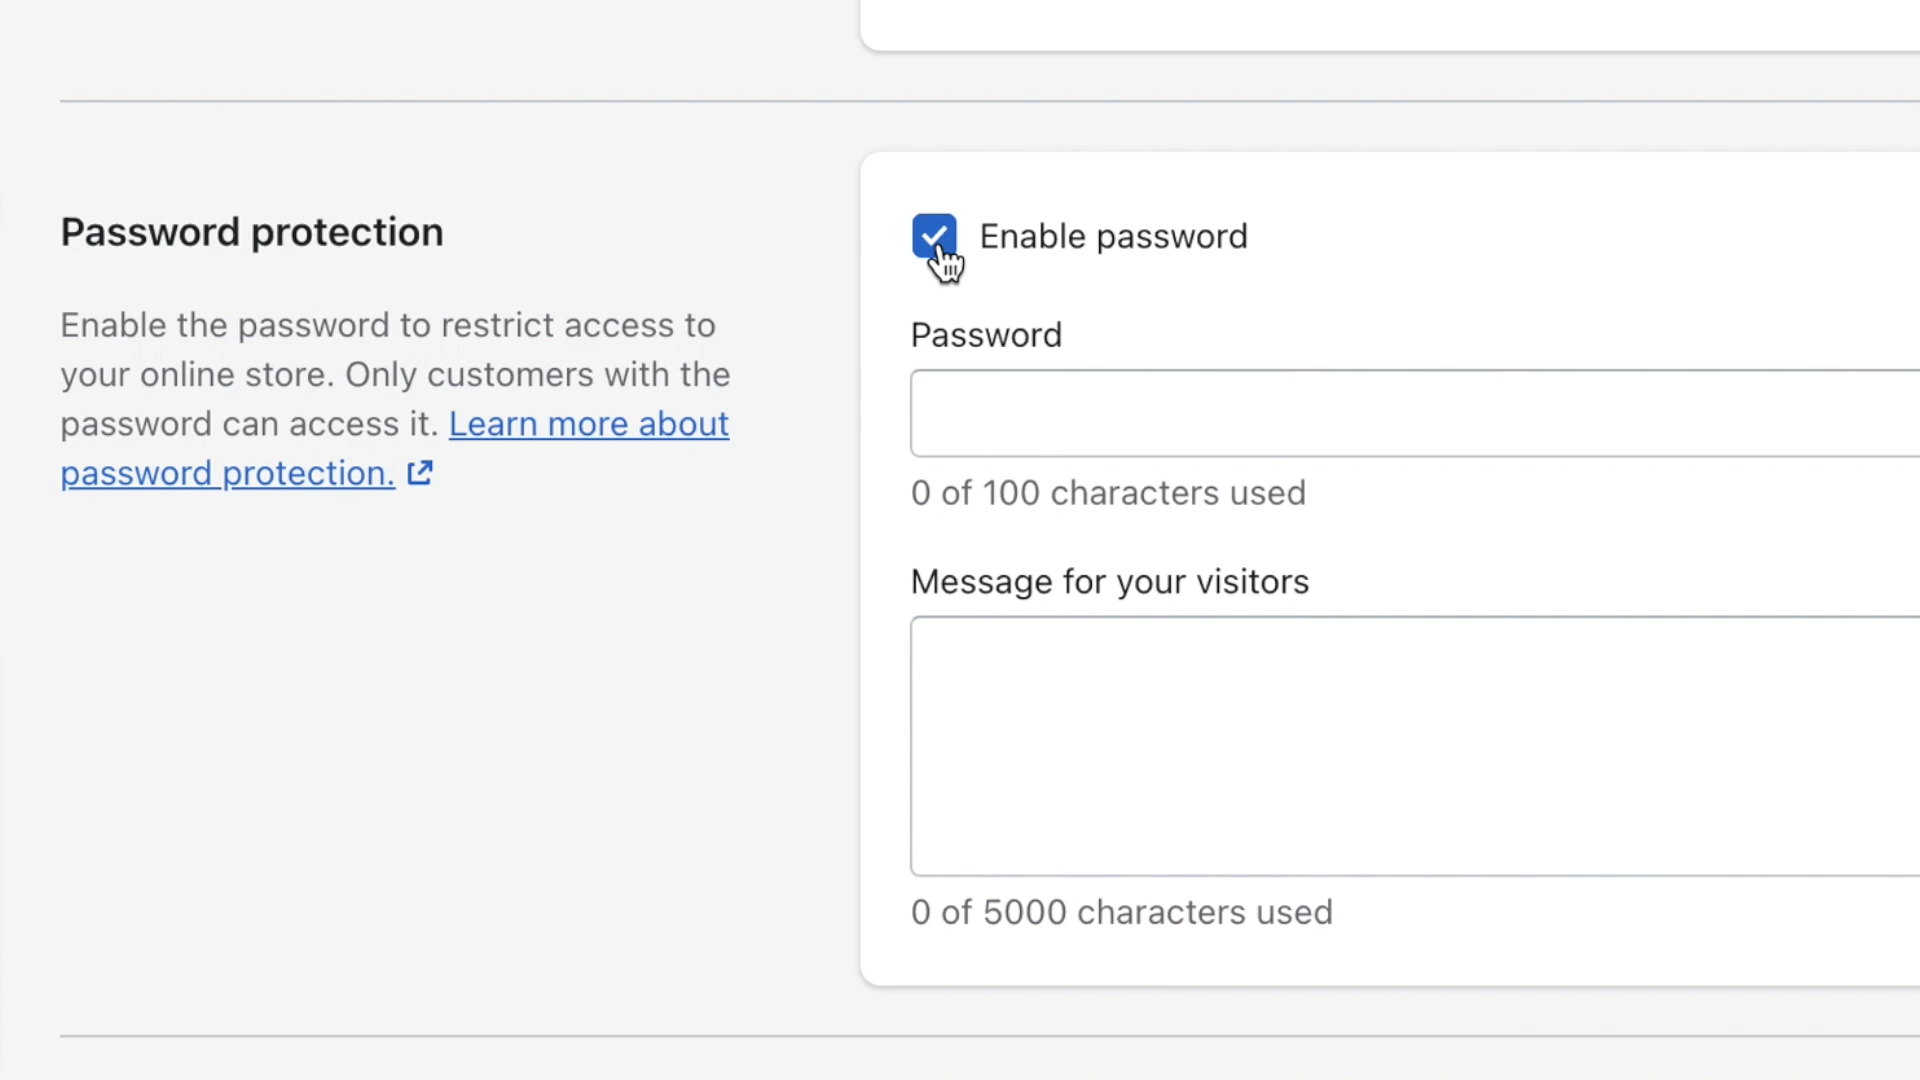 Password protection
Enable the password to restrict access to
your online store. Only customers with the
password can access it. Learn more about
password protection.
Enable password
Password
0 of 100 characters used
Message for your visitors
0 of 5000 characters used